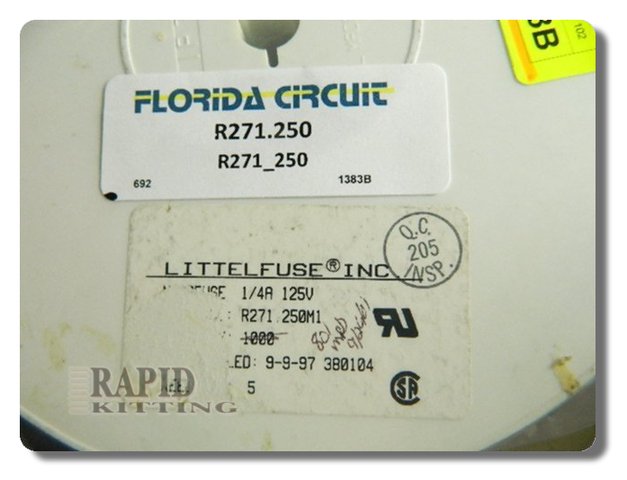 3B
102
FLORIDA CIRCUIT
R271.250
R271_250
692 1383B
Q.C.
205
INSP.
LITTELFUSE® INC.
1/4A 125V
R271.250M1
1000
LED: 9-9-97 380104
5
RAPID
KITTING